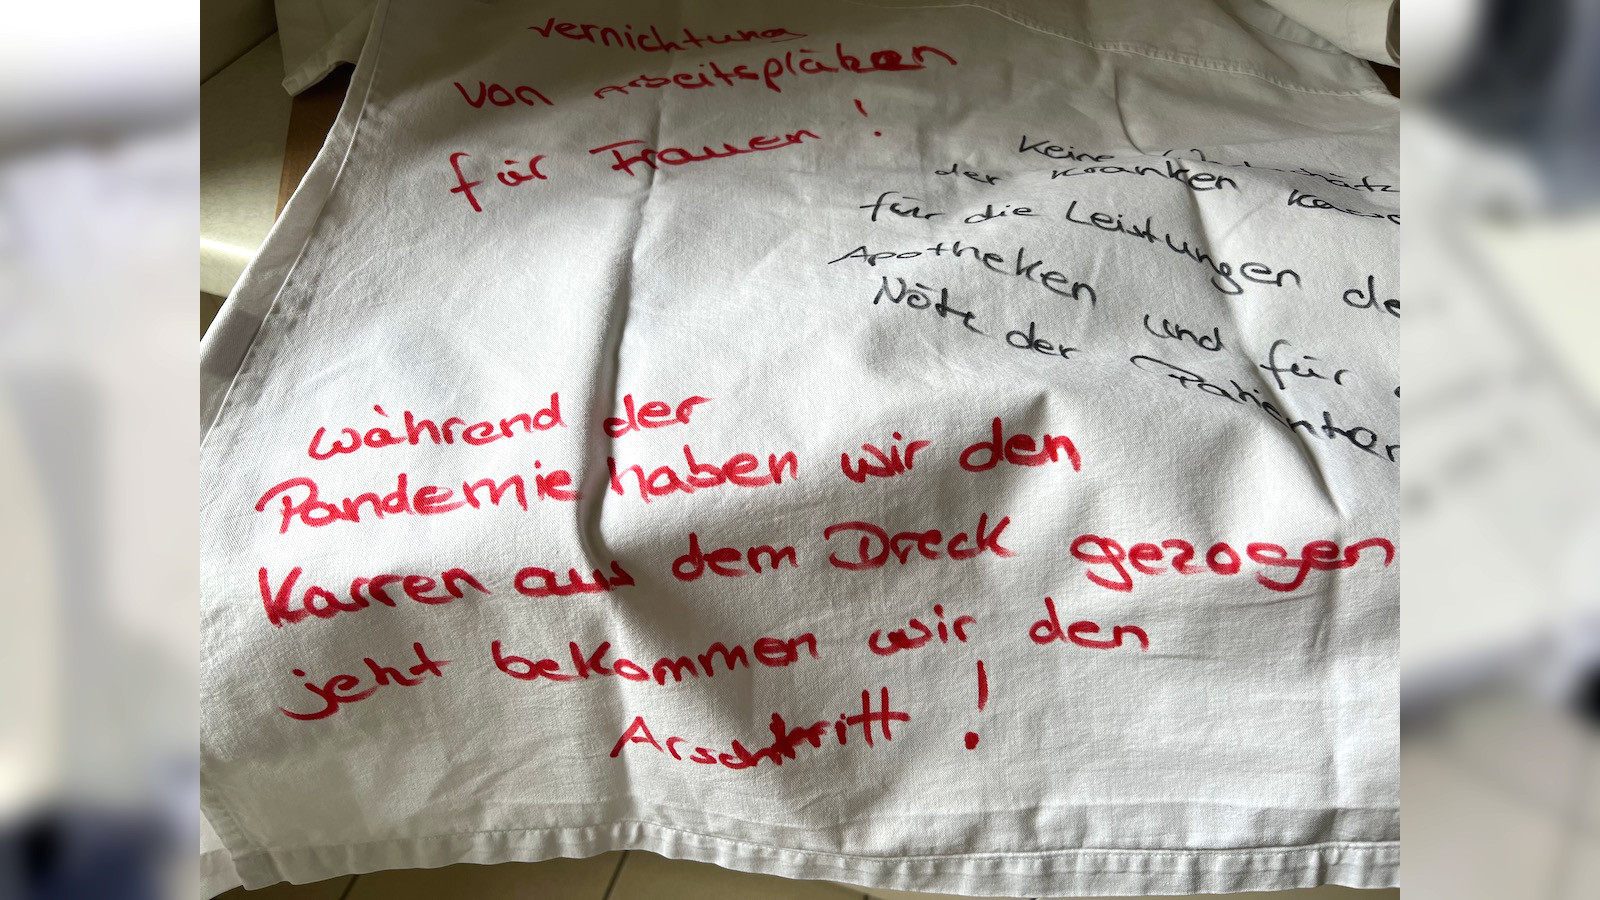 vernichtung
von Arbeitsplätzen
für Frauen !
Keine
der Kranken
für die Leistungen
Apotheken und für
Nöte der Patienten
während der
Pandemie haben wir den
Karren aus dem Dreck gezogen
jetzt bekommen wir den
Arschtritt !